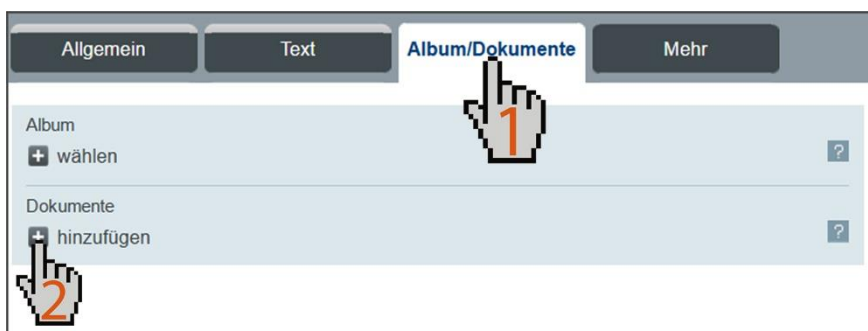 Allgemein Text Album/Dokumente Mehr
1
Album
wählen ?
Dokumente
hinzufügen ?
2